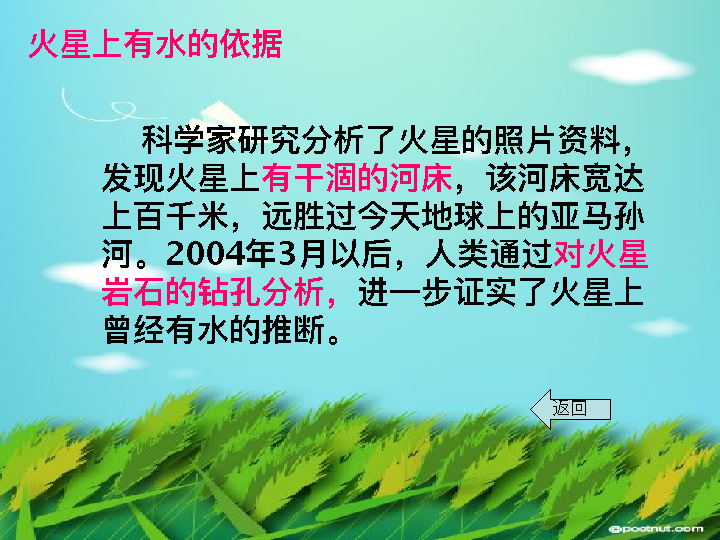 火星上有水的依据
科学家研究分析了火星的照片资料，
发现火星上有干涸的河床，该河床宽达
上百千米，远胜过今天地球上的亚马孙
河。2004年3月以后，人类通过对火星
岩石的钻孔分析，进一步证实了火星上
曾经有水的推断。
返回
@pootnut.com